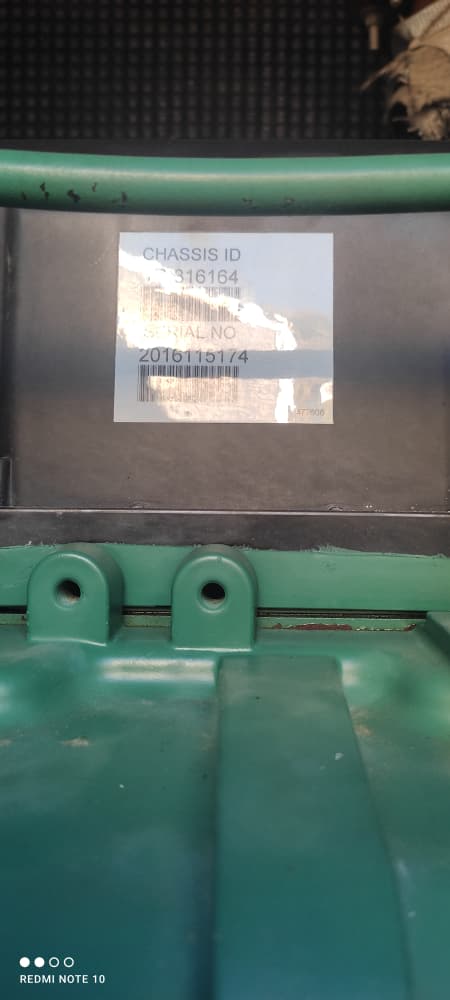 CHASSIS ID
316164
SERIAL NO
2016115174
REDMI NOTE 10